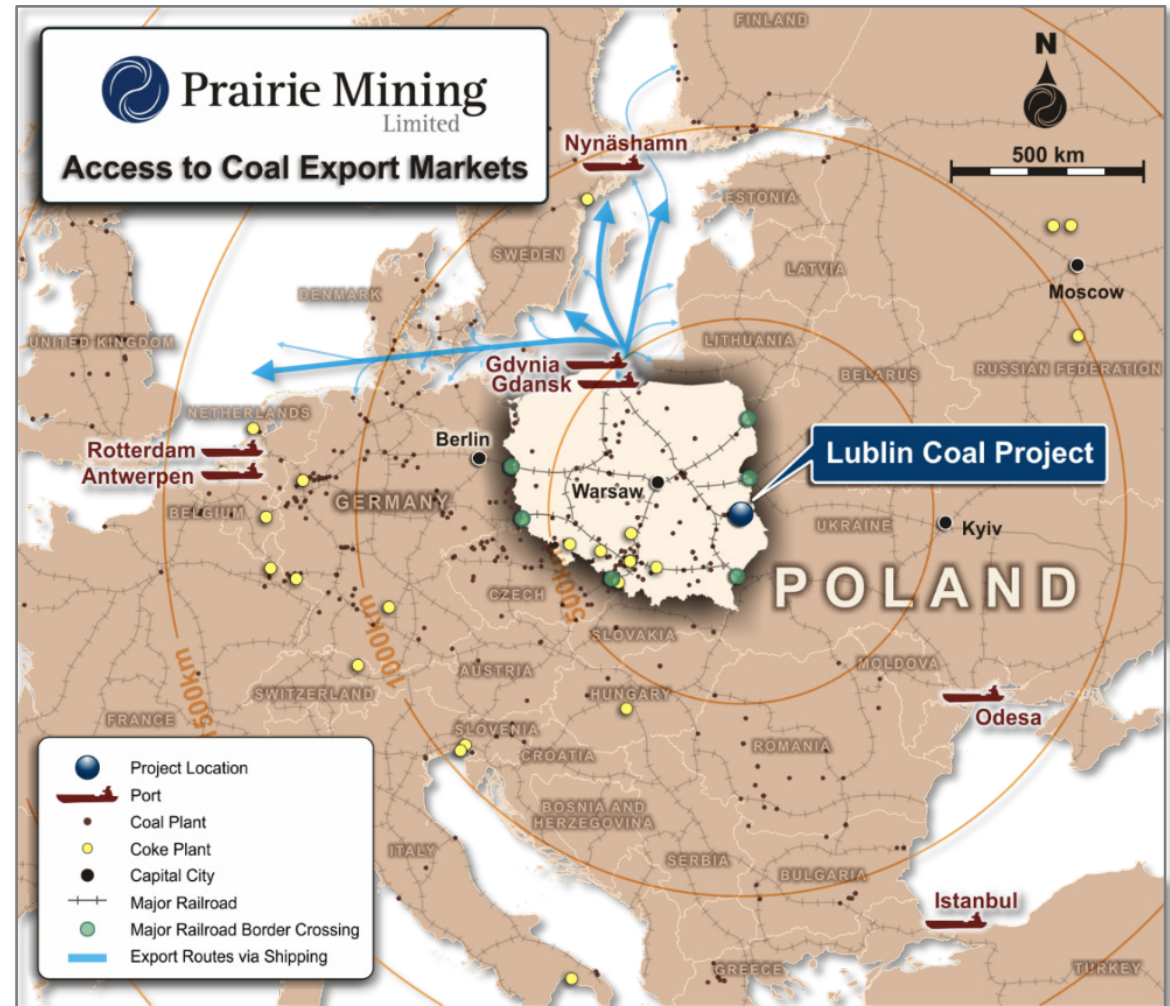 Prairie Mining
Limited
Access to Coal Export Markets
N
500 km
FINLAND
Nynäshamn
ESTONIA
SWEDEN
LATVIA
Moscow
DENMARK
UNITED KINGDOM
LITHUANIA
Gdynia
Gdansk
BELARUS
RUSSIAN FEDERATION
NETHERLANDS
Rotterdam
Antwerpen
Berlin
Lublin Coal Project
Warsaw
BELGIUM
GERMANY
UKRAINE
Kyiv
POLAND
CZECH
500km
1000km
1500km
SLOVAKIA
AUSTRIA
MOLDOVA
SWITZERLAND
HUNGARY
FRANCE
Odesa
SLOVENIA
CROATIA
ROMANIA
BOSNIA AND
HERZEGOVINA
ITALY
SERBIA
BULGARIA
Istanbul
GREECE
TURKEY
Project Location
Port
Coal Plant
Coke Plant
Capital City
Major Railroad
Major Railroad Border Crossing
Export Routes via Shipping